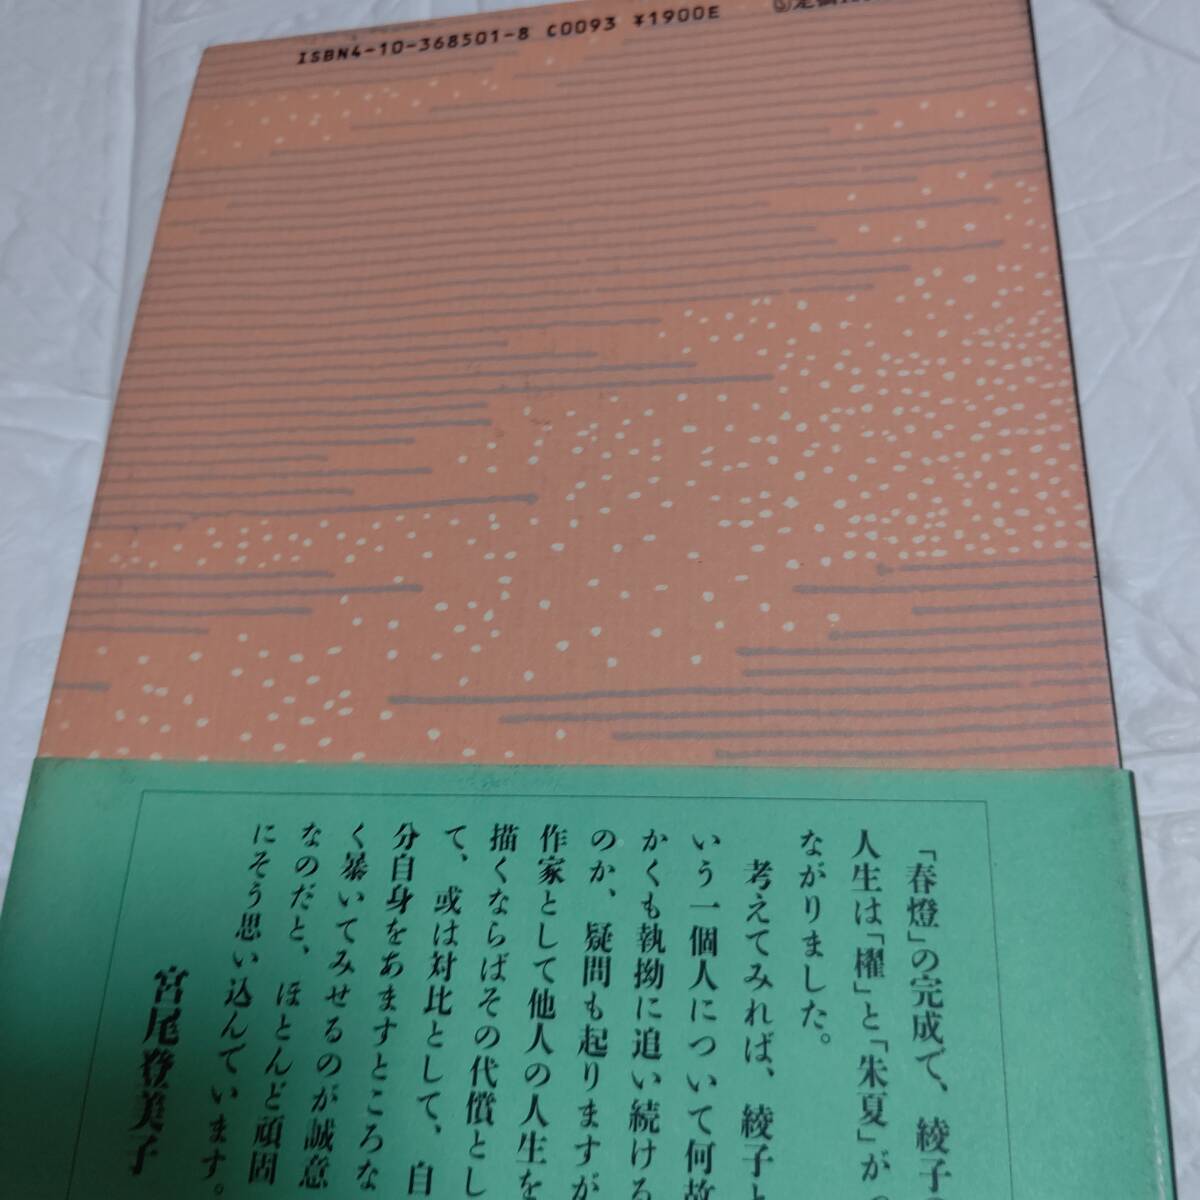 ISBN4-10-368501-8 C0093 ¥1900E
定価
「春燈」の完成で、綾子
人生は「櫂」と「朱夏」が
ながりました。
考えてみれば、綾子と
いう一個人について何故
かくも執拗に追い続ける
のか、疑問も起りますが
作家として他人の人生を
描くならばその代償とし
て、或は対比として、自
分自身をあますところな
く暴いてみせるのが誠意
なのだと、ほとんど頑固
にそう思い込んでいます。
宮尾登美子